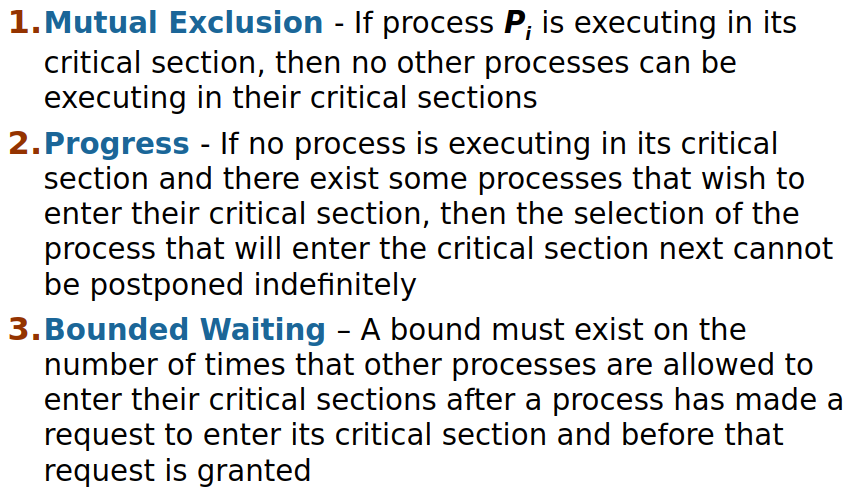 1. Mutual Exclusion - If process Pi is executing in its
critical section, then no other processes can be
executing in their critical sections
2. Progress - If no process is executing in its critical
section and there exist some processes that wish to
enter their critical section, then the selection of the
process that will enter the critical section next cannot
be postponed indefinitely
3. Bounded Waiting – A bound must exist on the
number of times that other processes are allowed to
enter their critical sections after a process has made a
request to enter its critical section and before that
request is granted